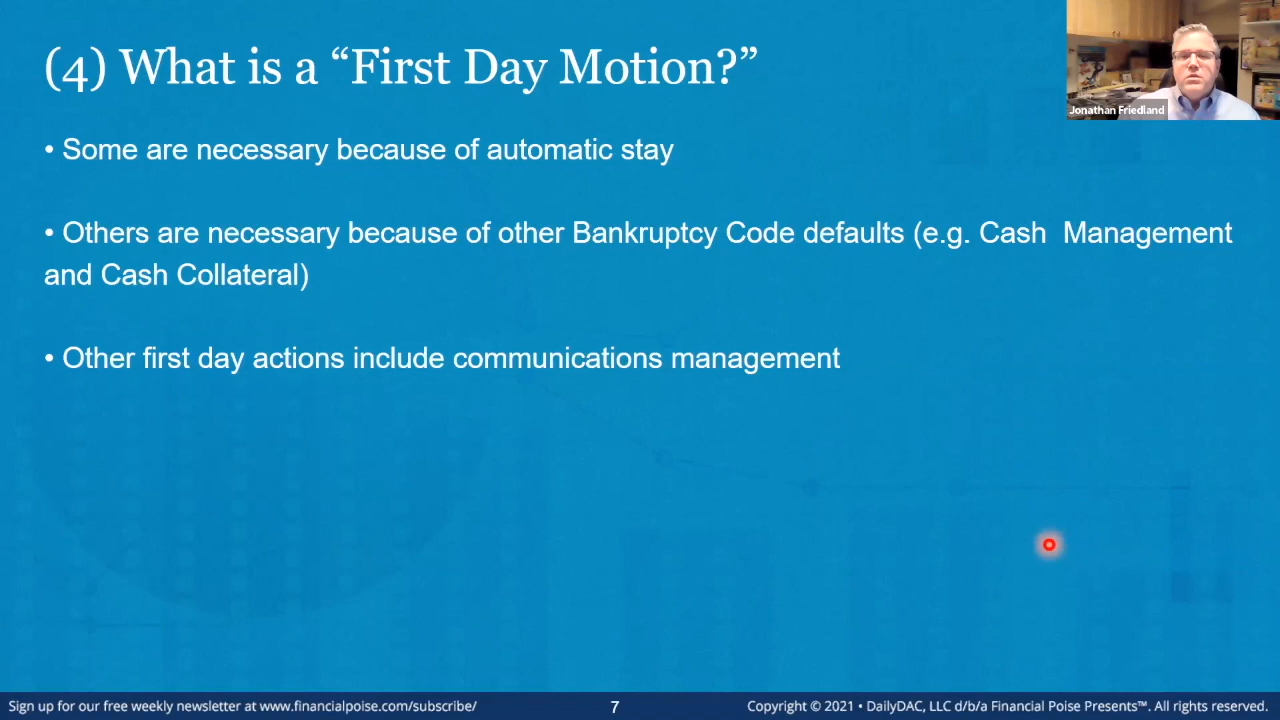 (4) What is a “First Day Motion?”
Jonathan Friedland
• Some are necessary because of automatic stay
• Others are necessary because of other Bankruptcy Code defaults (e.g. Cash  Management
and Cash Collateral)
• Other first day actions include communications management
Sign up for our free weekly newsletter at www.financialpoise.com/subscribe/
7
Copyright © 2021 • DailyDAC, LLC d/b/a Financial Poise Presents™. All rights reserved.